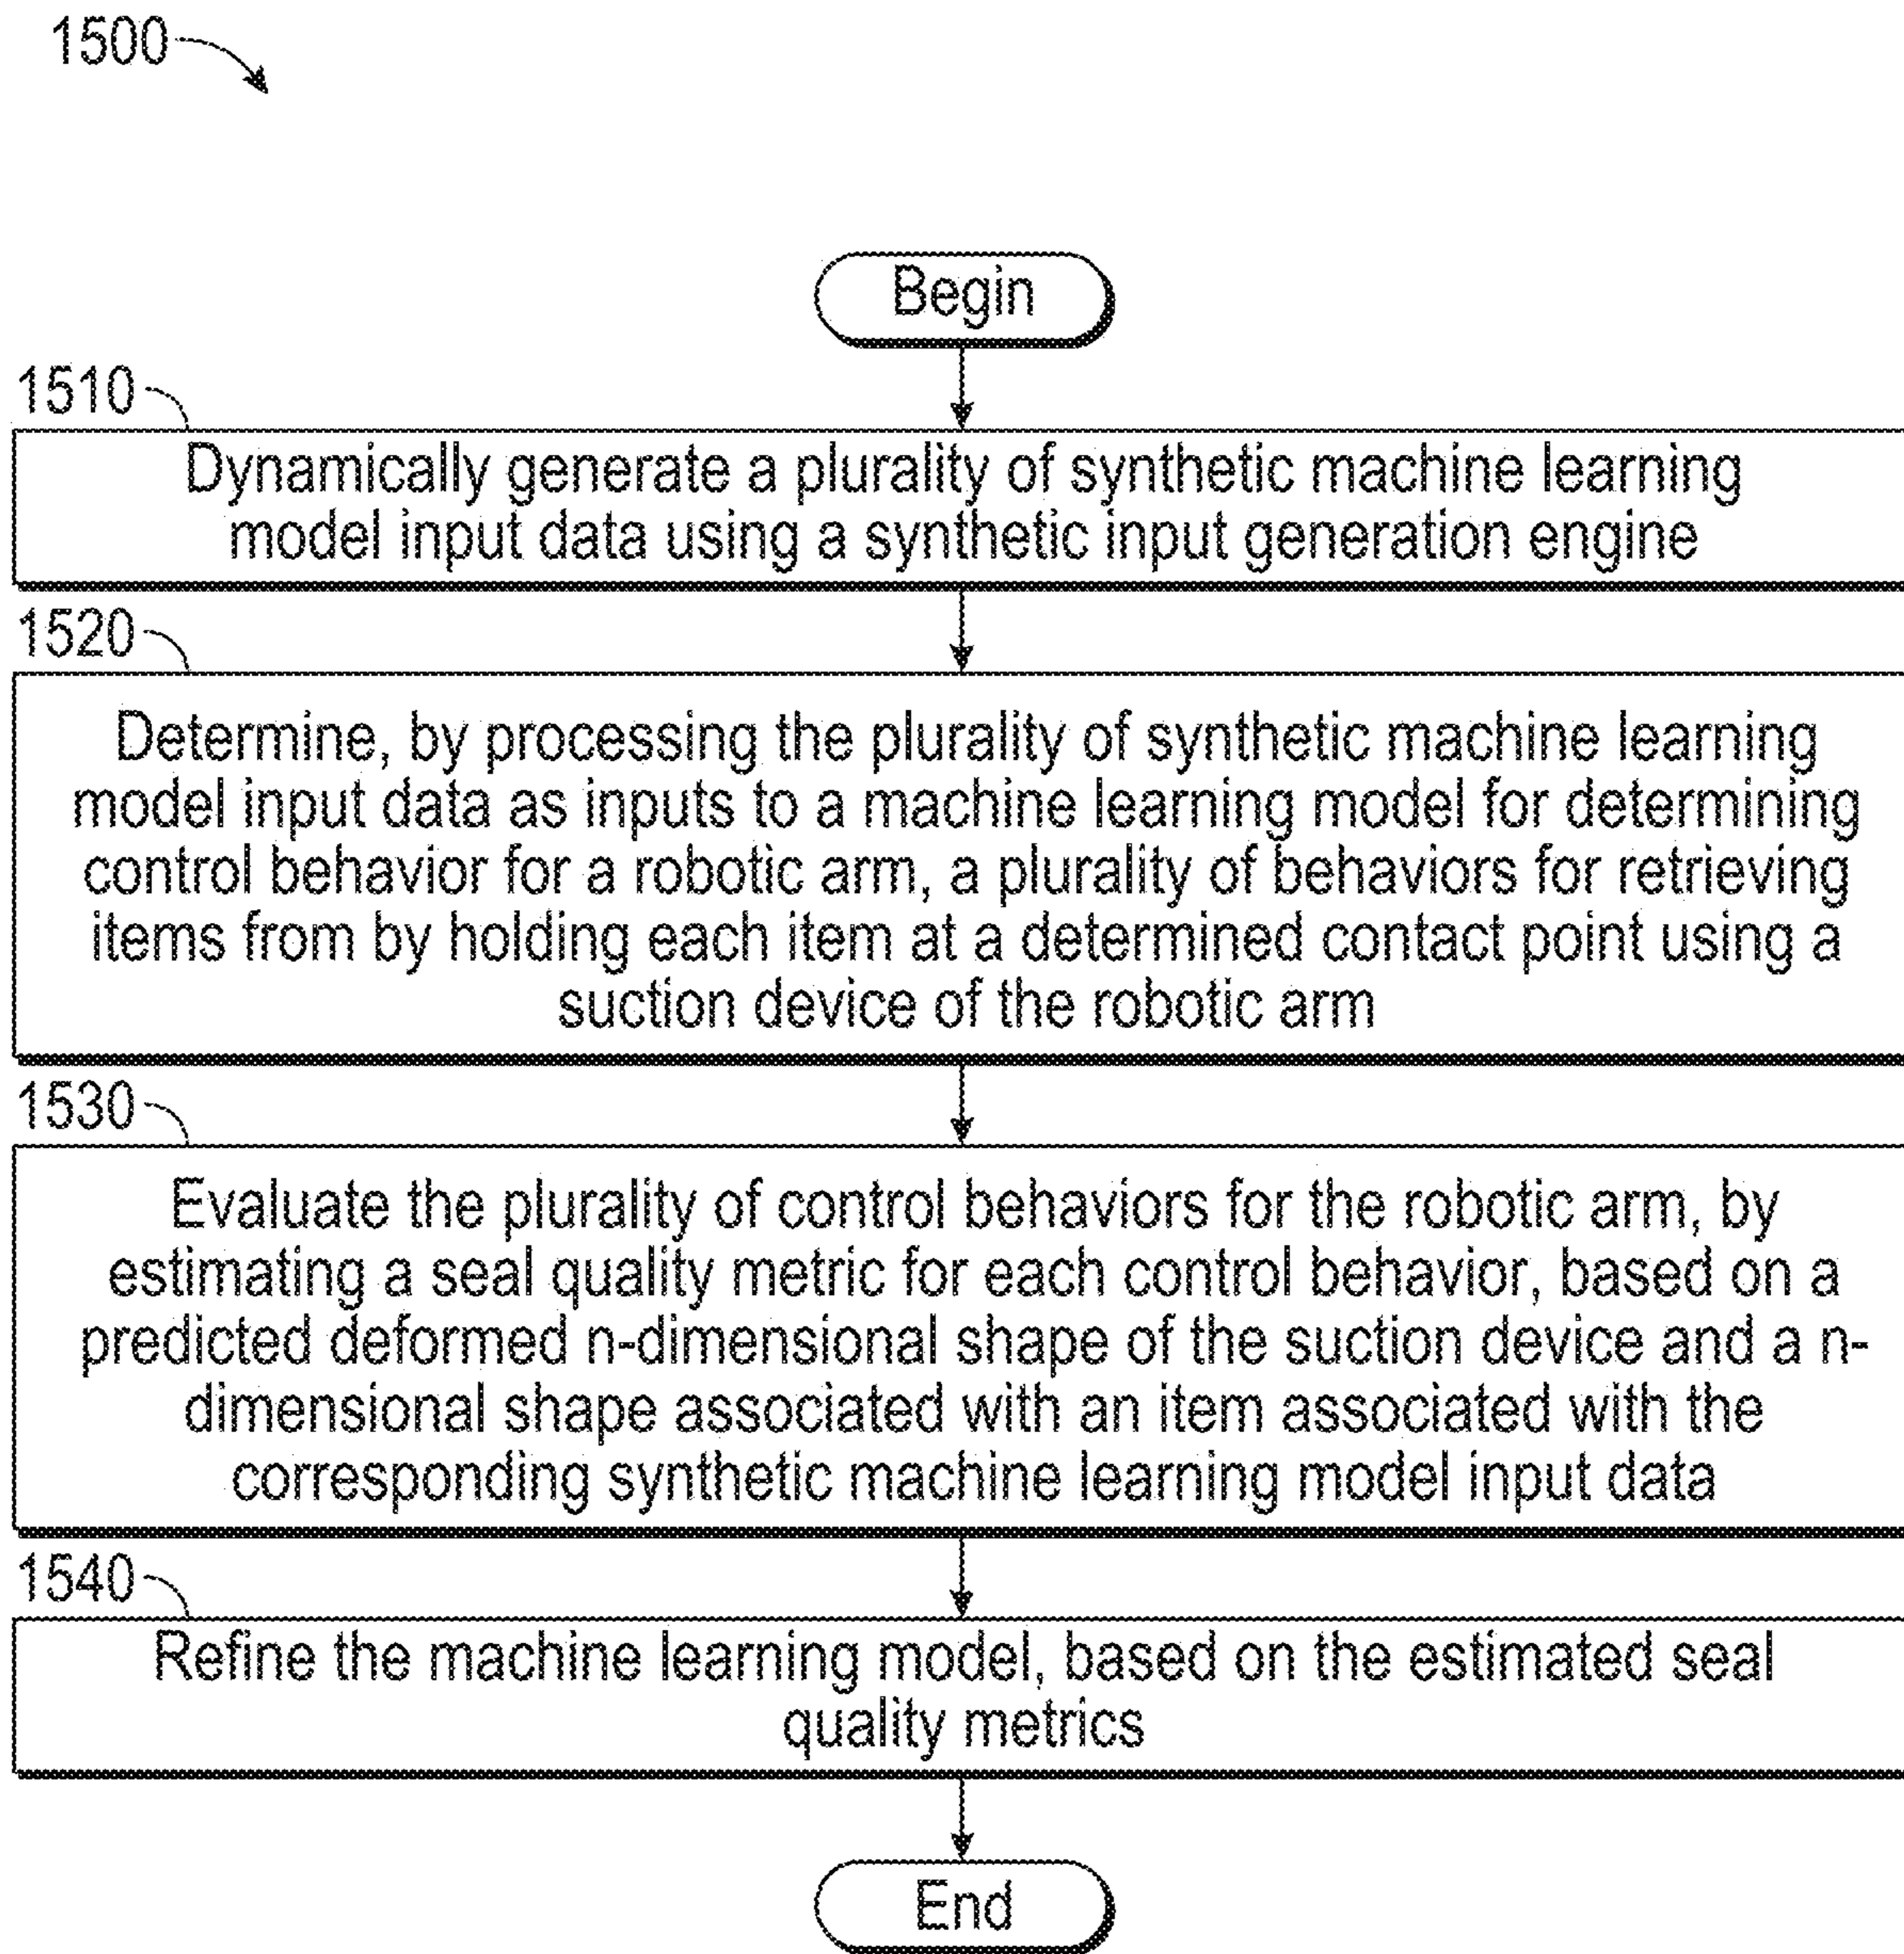 1500
Begin
1510
Dynamically generate a plurality of synthetic machine learning
model input data using a synthetic input generation engine
1520
Determine, by processing the plurality of synthetic machine learning
model input data as inputs to a machine learning model for determining
control behavior for a robotic arm, a plurality of behaviors for retrieving
items from by holding each item at a determined contact point using a
suction device of the robotic arm
1530
Evaluate the plurality of control behaviors for the robotic arm, by
estimating a seal quality metric for each control behavior, based on a
predicted deformed n-dimensional shape of the suction device and a n-
dimensional shape associated with an item associated with the
corresponding synthetic machine learning model input data
1540
Refine the machine learning model, based on the estimated seal
quality metrics
End